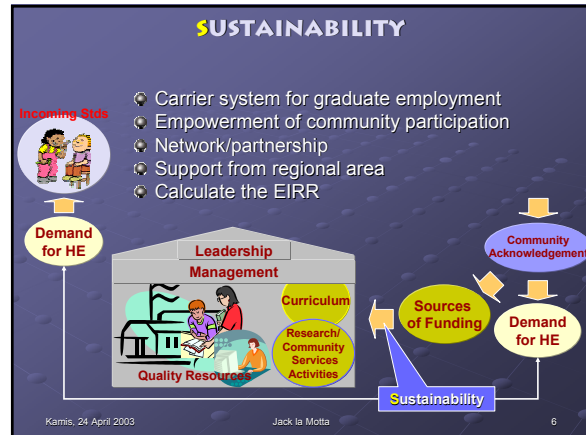 SUSTAINABILITY
Incoming Stds
Carrier system for graduate employment
Empowerment of community participation
Network/partnership
Support from regional area
Calculate the EIRR
Demand
for HE
Leadership
Management
Curriculum
Research/
Community
Services
Activities
Quality Resources
Community
Acknowledgement
Sources
of Funding
Demand
for HE
Sustainability
Kamis, 24 April 2003
Jack la Motta
6